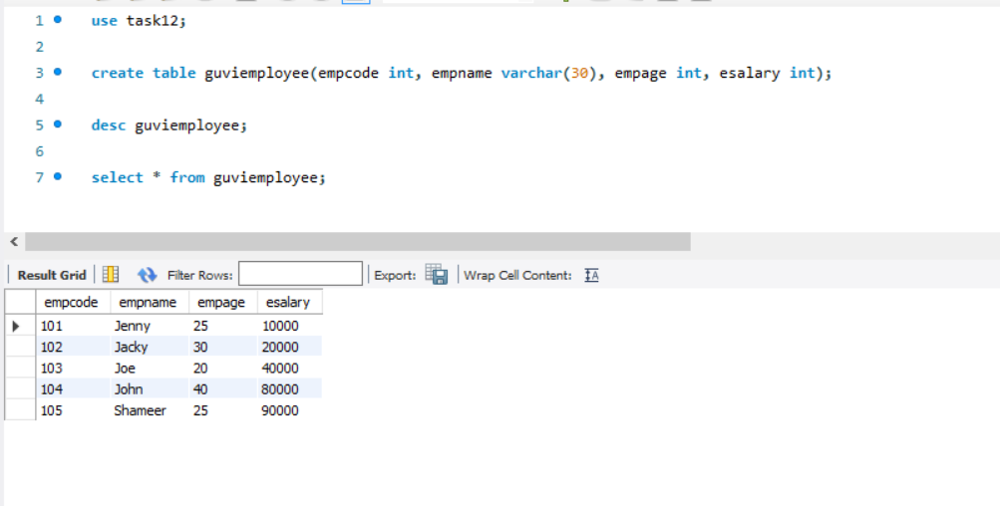 1 use task12;
2
3 create table guviemployee(empcode int, empname varchar(30), empage int, esalary int);
4
5 desc guviemployee;
6
7 select * from guviemployee;
Result Grid Filter Rows: Export: Wrap Cell Content: IA
empcode empname empage esalary
101 Jenny 25 10000
102 Jacky 30 20000
103 Joe 20 40000
104 John 40 80000
105 Shameer 25 90000